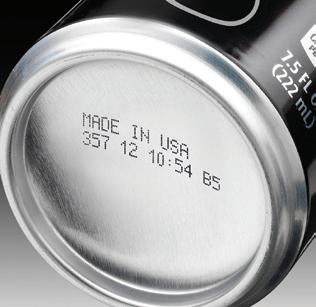 MADE IN USA
357 12 10:54 B5
7.5 FL
(222 mL)